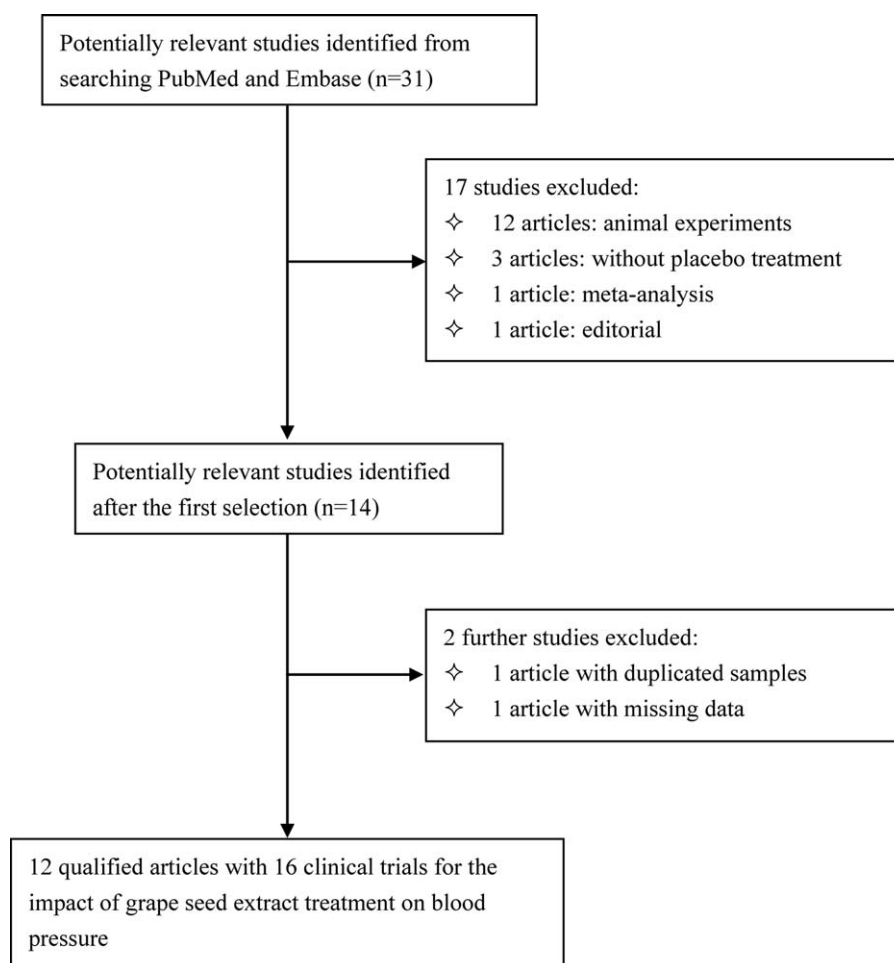 Potentially relevant studies identified from
searching PubMed and Embase (n=31)
17 studies excluded:
✧ 12 articles: animal experiments
✧ 3 articles: without placebo treatment
✧ 1 article: meta-analysis
✧ 1 article: editorial
Potentially relevant studies identified
after the first selection (n=14)
2 further studies excluded:
✧ 1 article with duplicated samples
✧ 1 article with missing data
12 qualified articles with 16 clinical trials for the
impact of grape seed extract treatment on blood
pressure